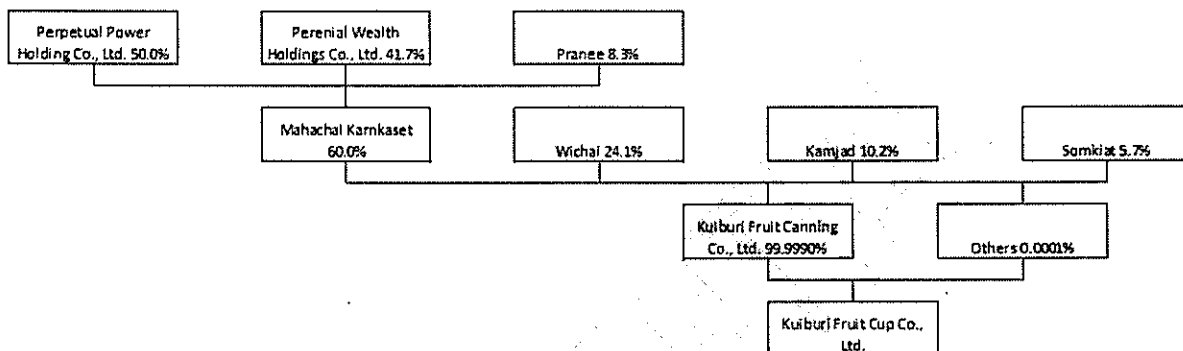 Perpetual Power
Holding Co., Ltd. 50.0%
Perenial Wealth
Holdings Co., Ltd. 41.7%
Pranee 8.3%
Mahachai Karnkaset
60.0%
Wichai 24.1%
Kamjad 10.2%
Somkiat 5.7%
Kuiburi Fruit Canning
Co., Ltd. 99.9990%
Others 0.0001%
Kuiburi Fruit Cup Co.,
Ltd.